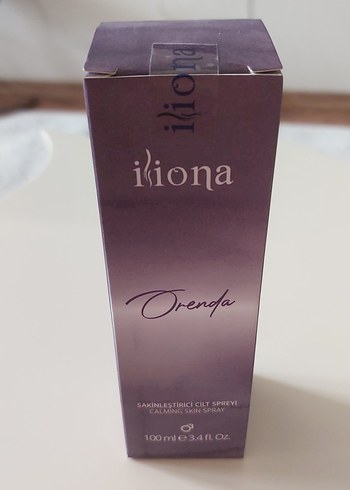 iliona
iliona
Orenda
SAKİNLEŞTİRİCİ CİLT SPREYİ
CALMING SKIN SPRAY
100 ml ℮ 3.4 fl. Oz.